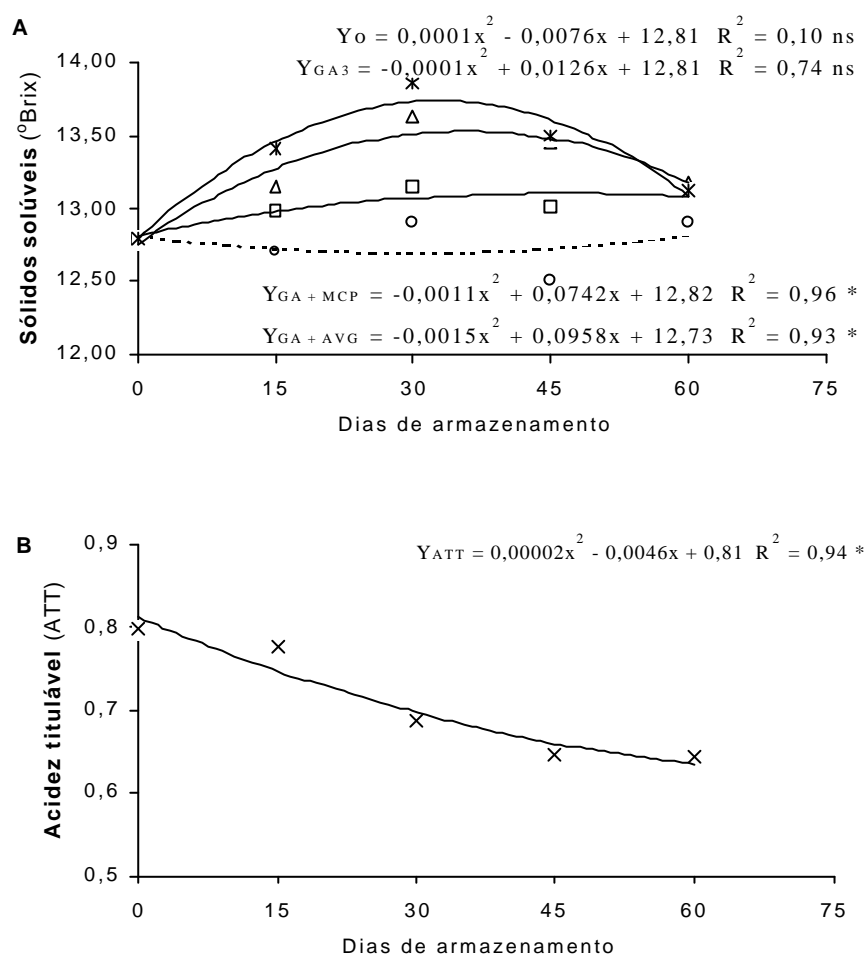 A
Yo = 0,0001x² - 0,0076x + 12,81 R² = 0,10 ns
YGA3 = -0,0001x² + 0,0126x + 12,81 R² = 0,74 ns
14,00
13,50
13,00
12,50
12,00
Sólidos solúveis (ºBrix)
YGA + MCP = -0,0011x² + 0,0742x + 12,82 R² = 0,96 *
YGA + AVG = -0,0015x² + 0,0958x + 12,73 R² = 0,93 *
0 15 30 45 60 75
Dias de armazenamento
B
YATT = 0,00002x² - 0,0046x + 0,81 R² = 0,94 *
0,9
0,8
0,7
0,6
0,5
Acidez titulável (ATT)
0 15 30 45 60 75
Dias de armazenamento